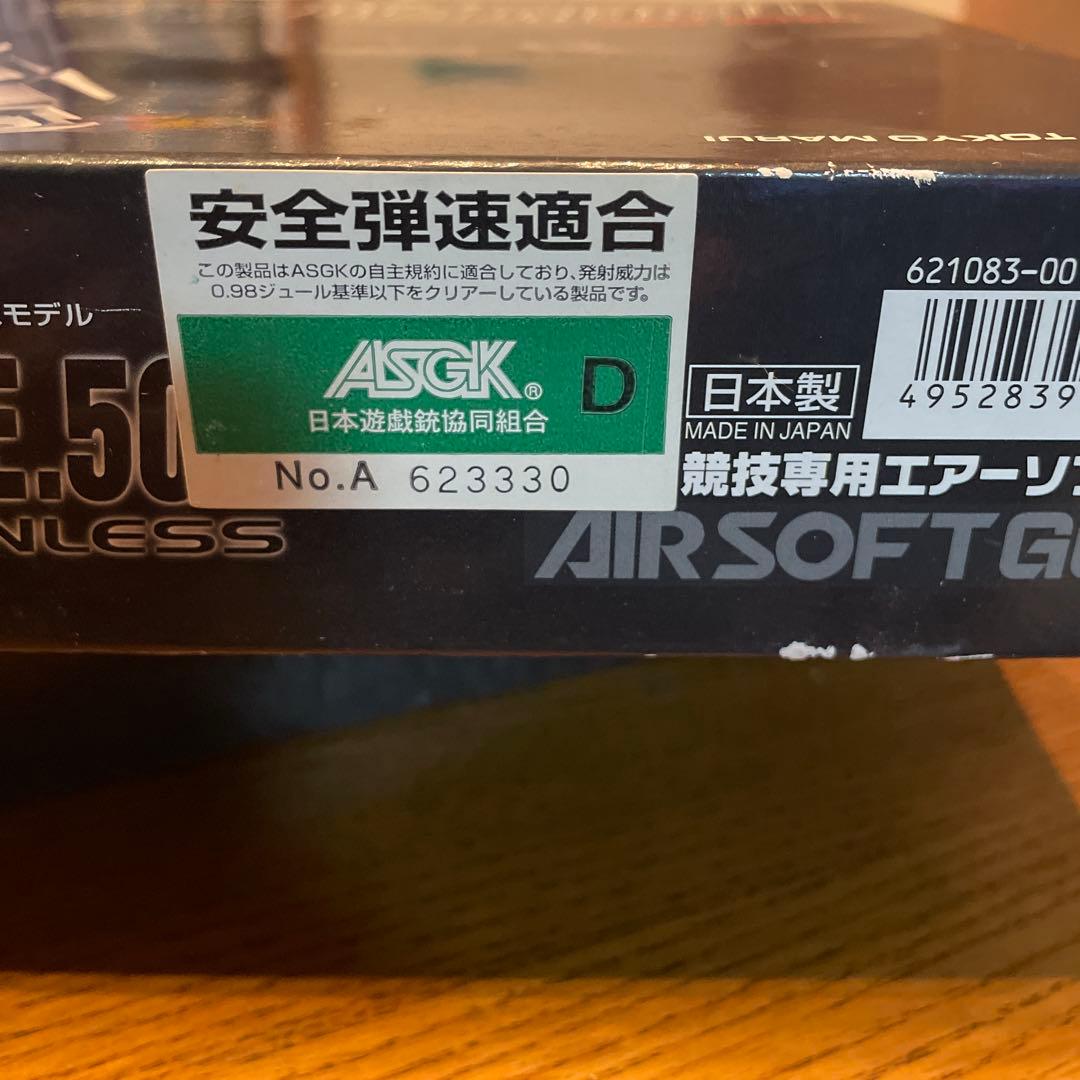 TOKYO MARUI
安全弾速適合
この製品はASGKの自主規約に適合しており、発射威力は
0.98ジュール基準以下をクリアーしている製品です。
ASGK®
日本遊戯銃協同組合
D
No.A 623330
モデル
E.50
NLESS
621083-00
4952839
日本製
MADE IN JAPAN
競技専用エアーソフ
AIRSOFT GU